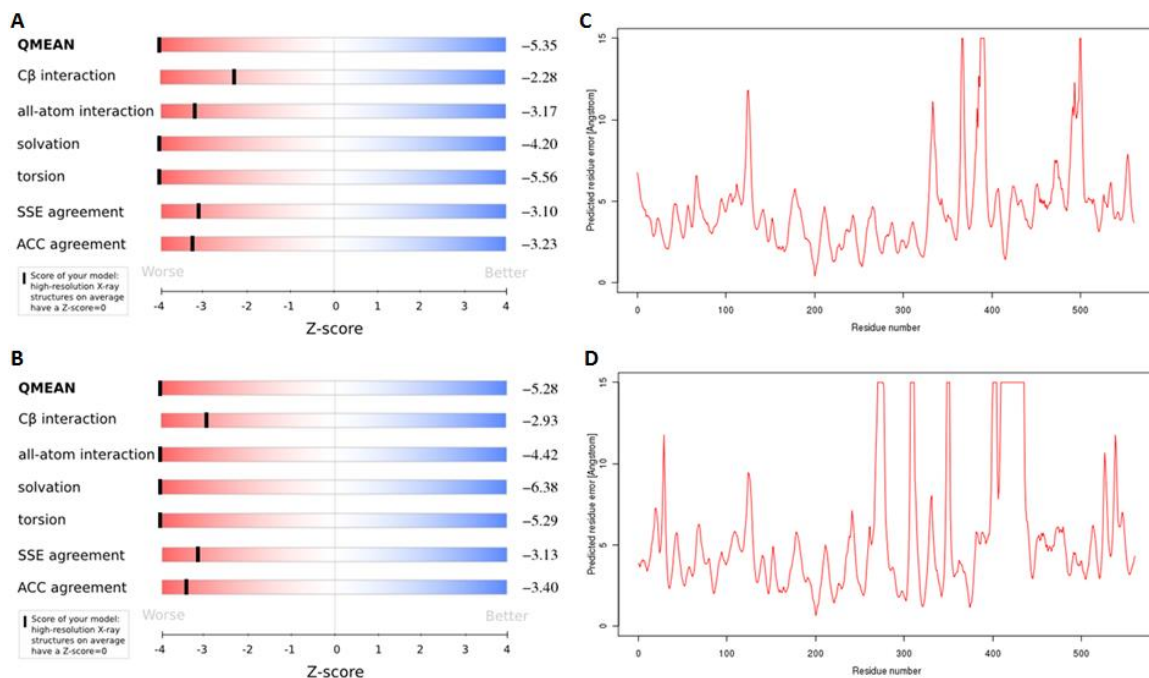 A
QMEAN −5.35
Cβ interaction −2.28
all-atom interaction −3.17
solvation −4.20
torsion −5.56
SSE agreement −3.10
ACC agreement −3.23
Worse Better
Score of your model:
high-resolution X-ray
structures on average
have a Z-score=0
-4 -3 -2 -1 0 1 2 3 4
Z-score
C
Predicted residue error [Angstrom]
15
10
5
0
0 100 200 300 400 500
Residue number
B
QMEAN −5.28
Cβ interaction −2.93
all-atom interaction −4.42
solvation −6.38
torsion −5.29
SSE agreement −3.13
ACC agreement −3.40
Worse Better
Score of your model:
high-resolution X-ray
structures on average
have a Z-score=0
-4 -3 -2 -1 0 1 2 3 4
Z-score
D
Predicted residue error [Angstrom]
15
10
5
0
0 100 200 300 400 500
Residue number